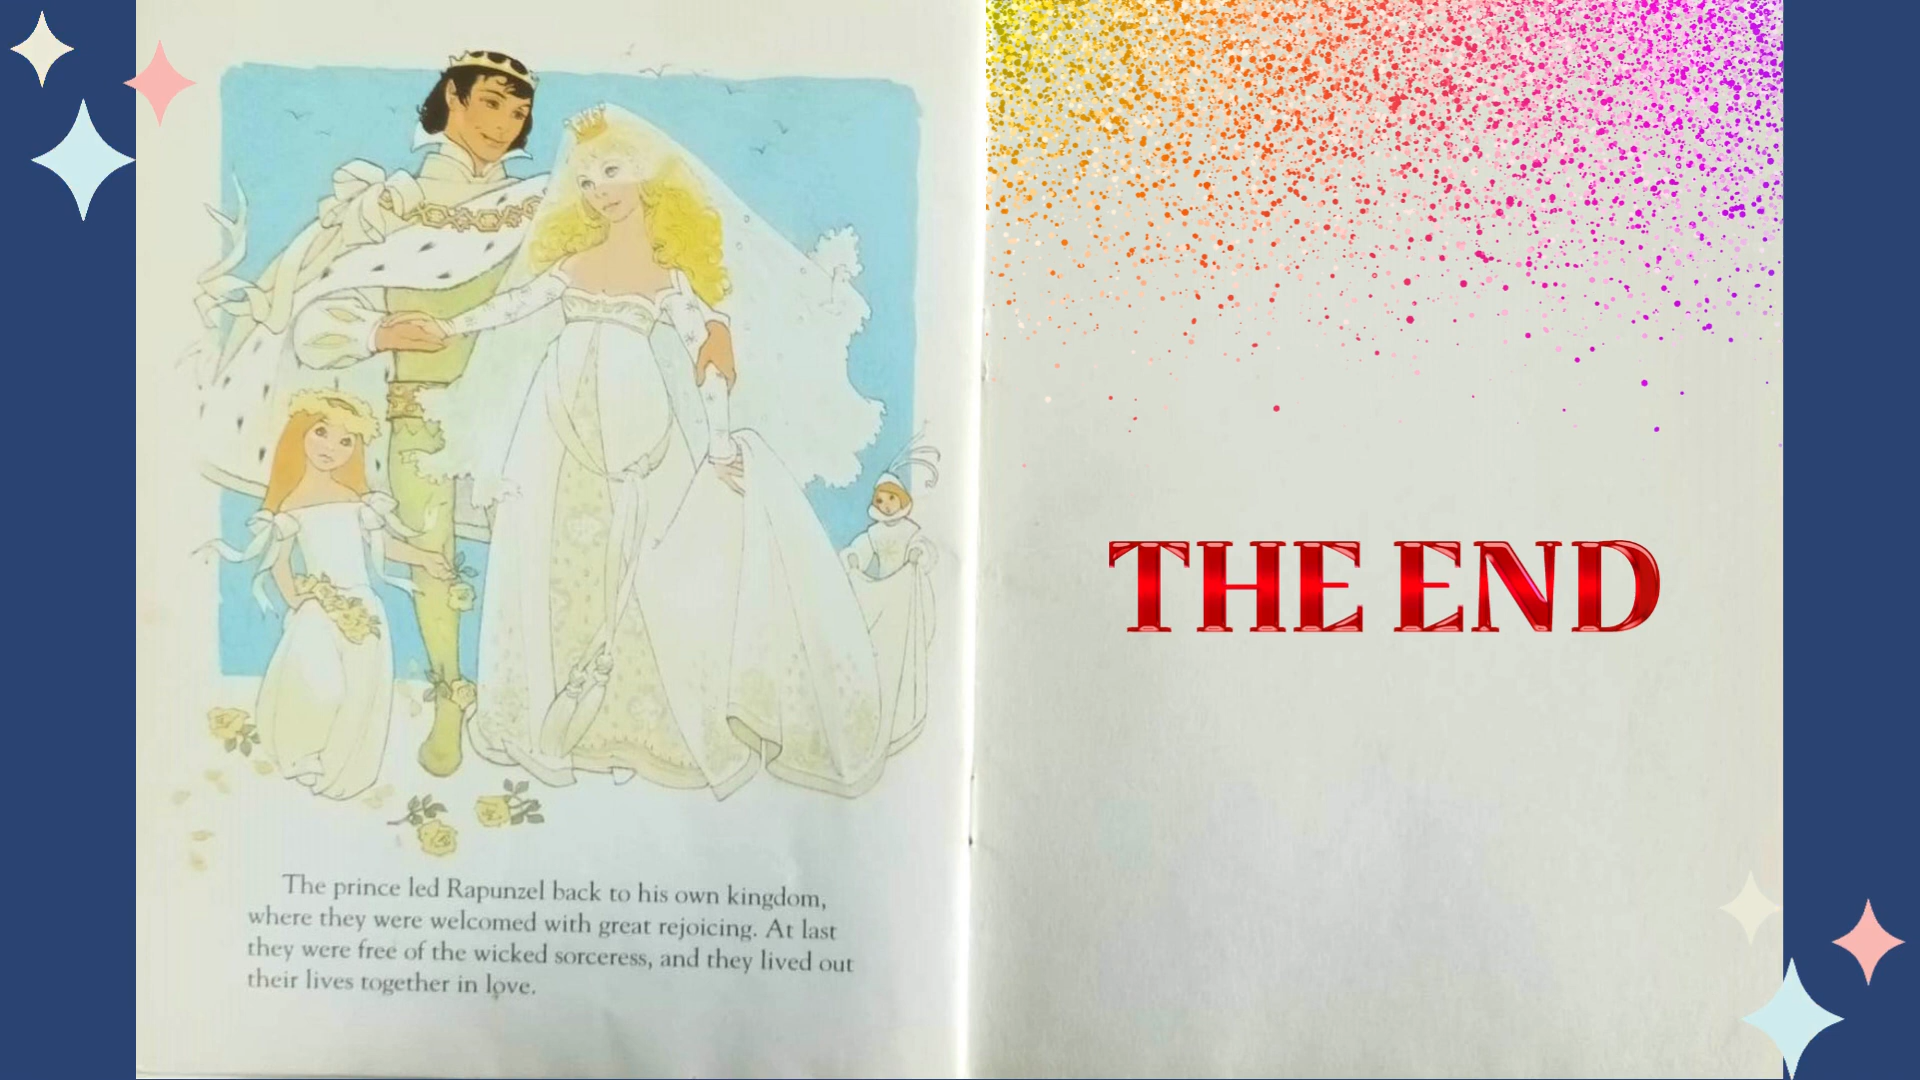 The prince led Rapunzel back to his own kingdom,
where they were welcomed with great rejoicing. At last
they were free of the wicked sorceress, and they lived out
their lives together in love.
THE END